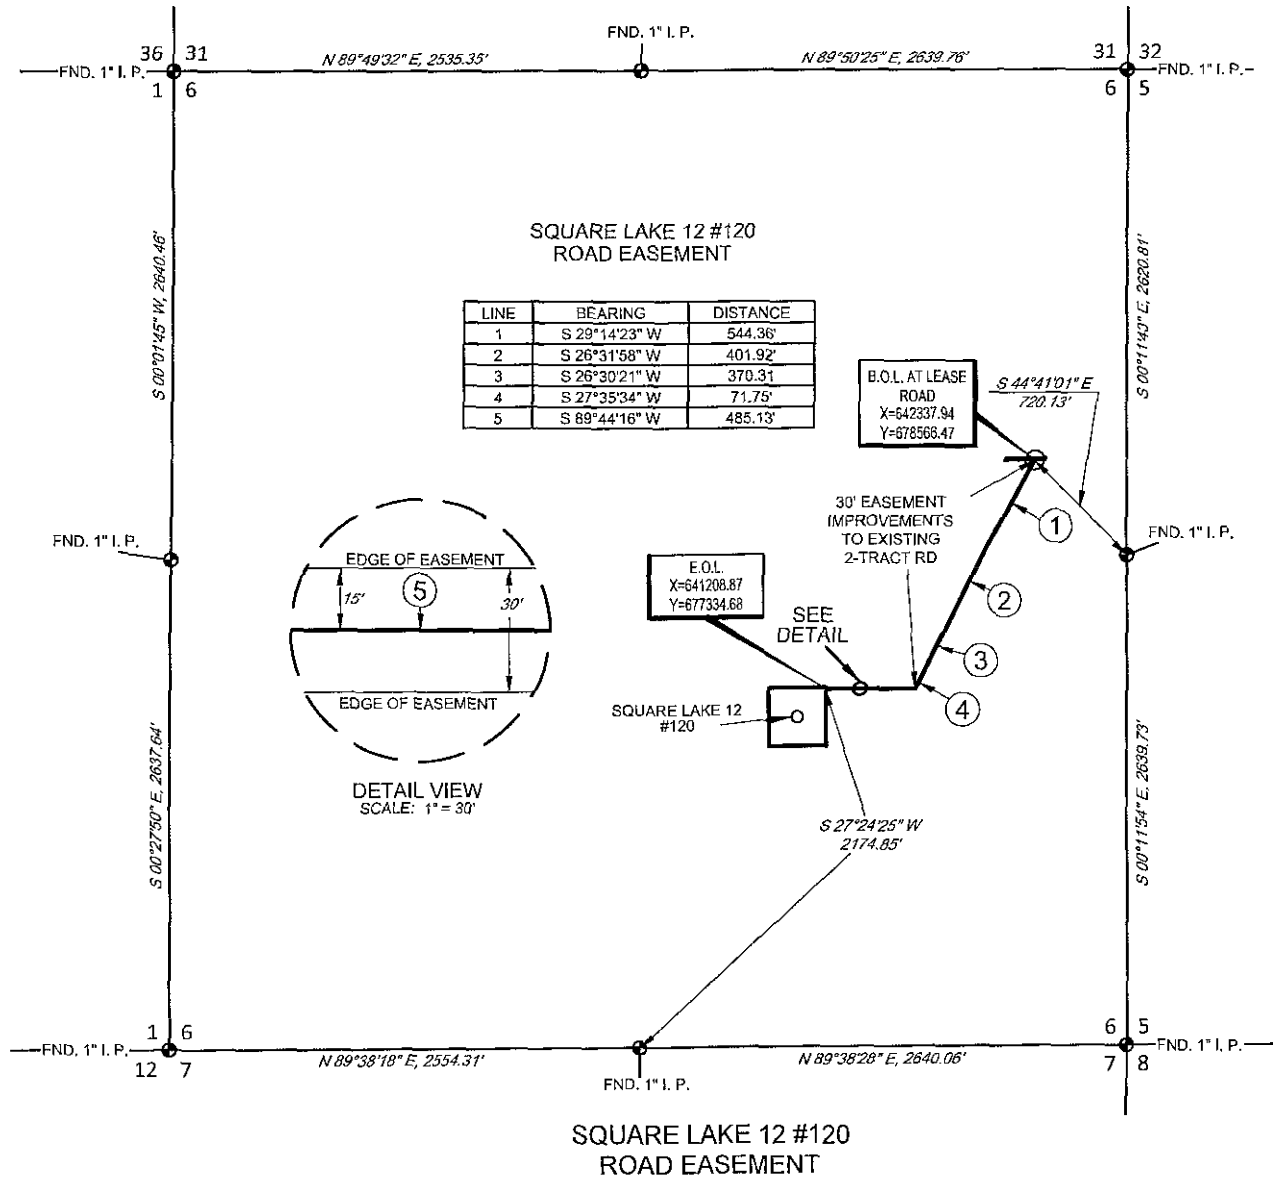 FND. 1" I. P.
36 31
31 32
N 89°49'32" E, 2535.35'
N 89°50'25" E, 2639.76'
FND. 1" I. P.
FND. 1" I. P.
1 6
6 5
SQUARE LAKE 12 #120
ROAD EASEMENT
S 00°01'45" W, 2640.46'
S 00°11'43" E, 2620.81'
LINE BEARING DISTANCE
1 S 29°14'23" W 544.36'
2 S 26°31'58" W 401.92'
3 S 26°30'21" W 370.31
4 S 27°35'34" W 71.75'
5 S 89°44'16" W 485.13'
B.O.L. AT LEASE
ROAD
X=642337.94
Y=678566.47
S 44°41'01" E
720.13'
30' EASEMENT
IMPROVEMENTS
TO EXISTING
2-TRACT RD
1
FND. 1" I. P.
FND. 1" I. P.
EDGE OF EASEMENT
15'
5
30'
EDGE OF EASEMENT
DETAIL VIEW
SCALE: 1" = 30'
E.O.L.
X=641208.87
Y=677334.68
SEE
DETAIL
2
3
4
SQUARE LAKE 12
#120
S 00°27'50" E, 2637.64'
S 00°11'54" E, 2639.73'
S 27°24'25" W
2174.85'
1 6
6 5
FND. 1" I. P.
FND. 1" I. P.
N 89°38'18" E, 2554.31'
N 89°38'28" E, 2640.06'
12 7
7 8
FND. 1" I. P.
SQUARE LAKE 12 #120
ROAD EASEMENT